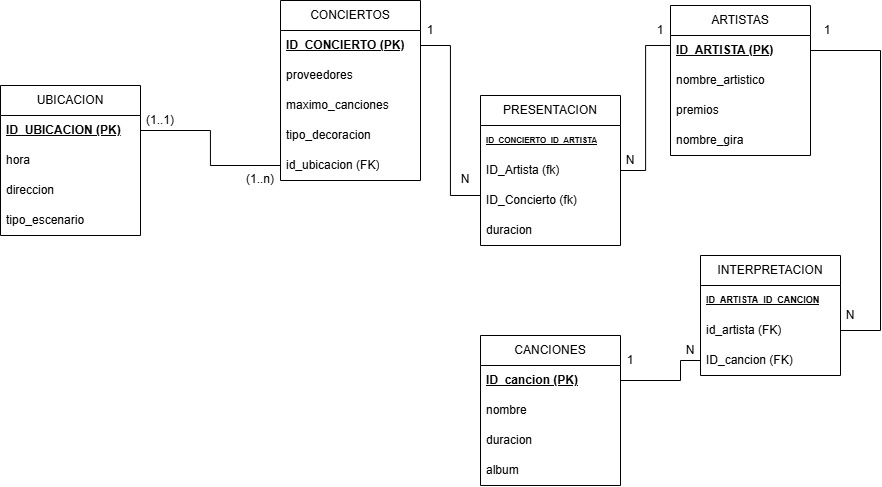 CONCIERTOS
ID_CONCIERTO (PK)
proveedores
maximo_canciones
tipo_decoracion
id_ubicacion (FK)
1
N
(1..n)
UBICACION
ID_UBICACION (PK)
hora
direccion
tipo_escenario
(1..1)
PRESENTACION
ID_CONCIERTO_ID_ARTISTA
ID_Artista (fk)
ID_Concierto (fk)
duracion
N
1
ARTISTAS
ID_ARTISTA (PK)
nombre_artistico
premios
nombre_gira
1
INTERPRETACION
ID_ARTISTA_ID_CANCION
id_artista (FK)
ID_cancion (FK)
N
N
1
CANCIONES
ID_cancion (PK)
nombre
duracion
album